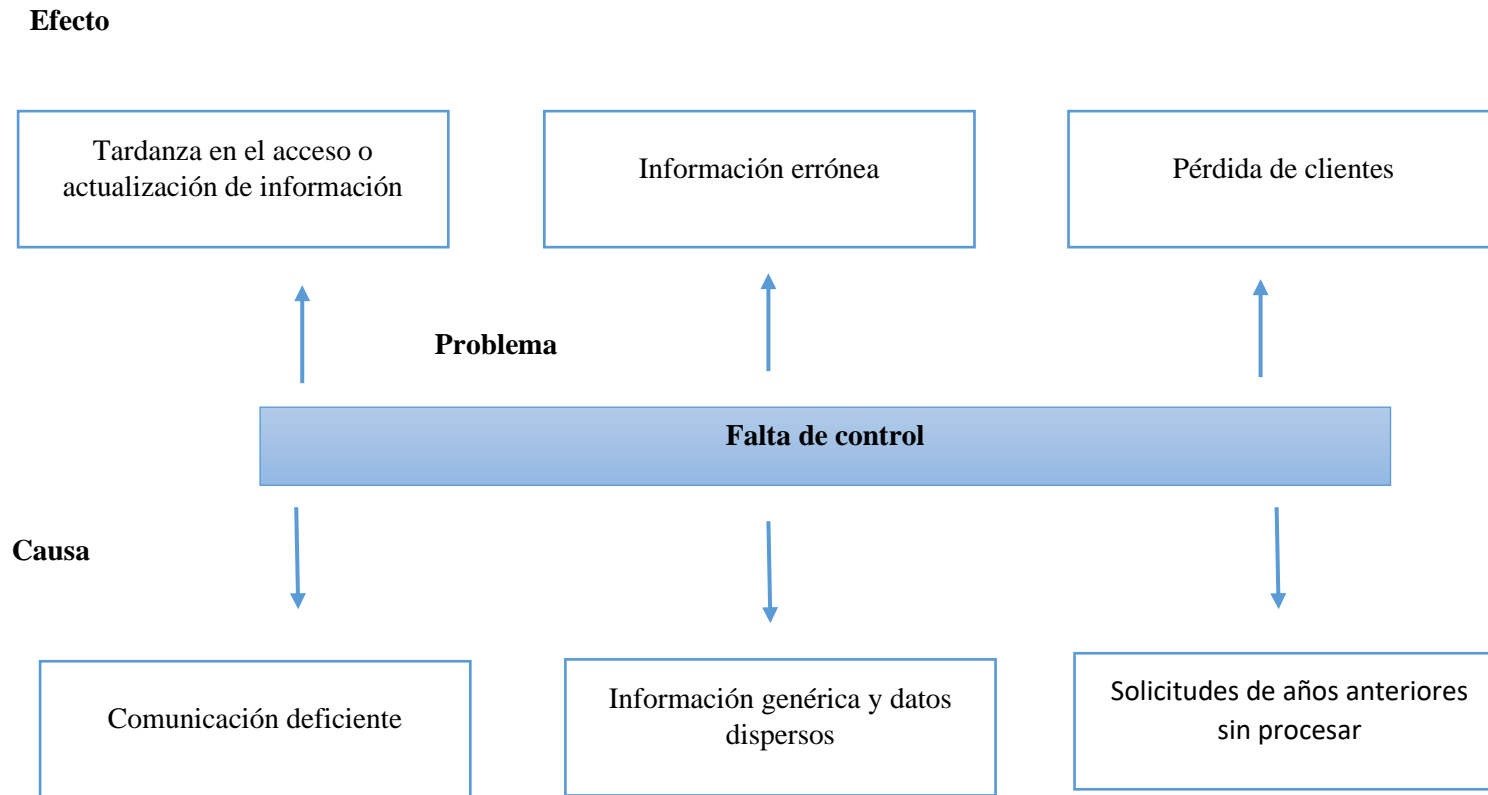 Efecto
Tardanza en el acceso o
actualización de información
Información errónea
Pérdida de clientes
Problema
Falta de control
Causa
Comunicación deficiente
Información genérica y datos
dispersos
Solicitudes de años anteriores
sin procesar